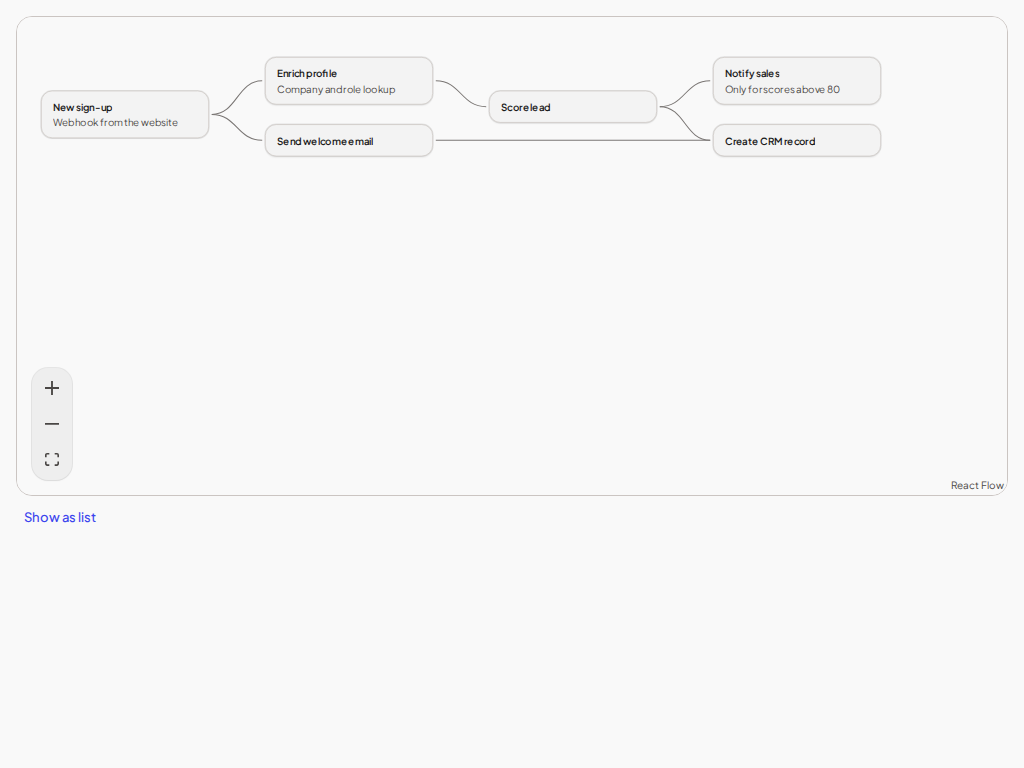 New sign-up
Webhook from the website
Enrich profile
Company and role lookup
Send welcome email
Score lead
Notify sales
Only for scores above 80
Create CRM record
React Flow
Show as list